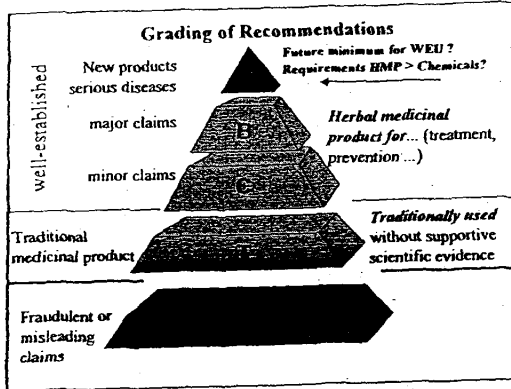 Grading of Recommendations
well-established
New products
serious diseases
Future minimum for WEU ?
Requirements HMP > Chemicals?
major claims
B
Herbal medicinal
product for... (treatment,
prevention ...)
minor claims
C
Traditional
medicinal product
Traditionally used
without supportive
scientific evidence
Fraudulent or
misleading
claims